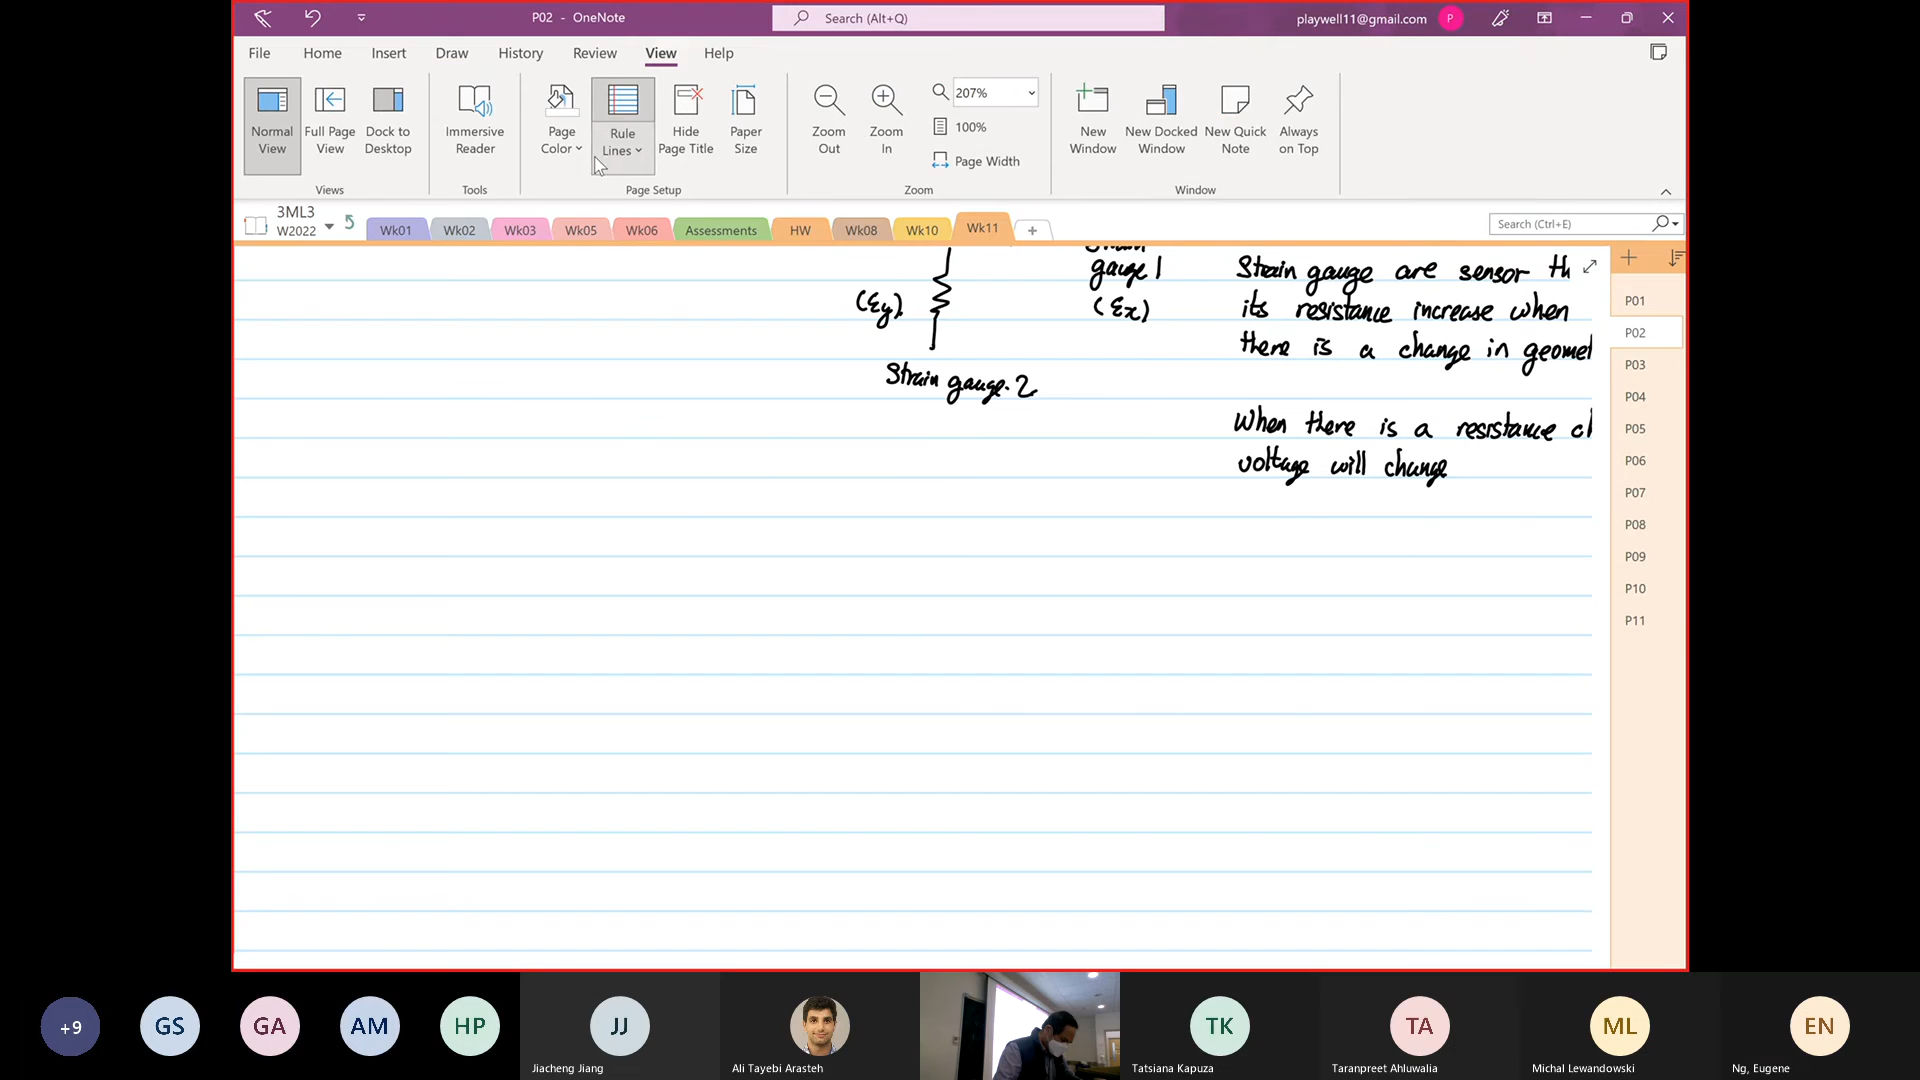 P02 - OneNote
Search (Alt+Q)
playwell11@gmail.com
P
File Home Insert Draw History Review View Help
Normal View
Full Page View
Dock to Desktop
Immersive Reader
Page Color
Rule Lines
Hide Page Title
Paper Size
Zoom Out
Zoom In
207%
100%
Page Width
New Window
New Docked Window
New Quick Note
Always on Top
Views
Tools
Page Setup
Zoom
Window
3ML3
W2022
Wk01 Wk02 Wk03 Wk05 Wk06 Assessments HW Wk08 Wk10 Wk11
Search (Ctrl+E)
gauge 1
(εx)
(εy)
Strain gauge 2
Strain gauge are sensor th
its resistance increase when
there is a change in geomet
When there is a resistance ch
voltage will change
P01
P02
P03
P04
P05
P06
P07
P08
P09
P10
P11
+9
GS
GA
AM
HP
JJ
TK
TA
ML
EN
Jiacheng Jiang
Ali Tayebi Arasteh
Tatsiana Kapuza
Taranpreet Ahluwalia
Michal Lewandowski
Ng, Eugene